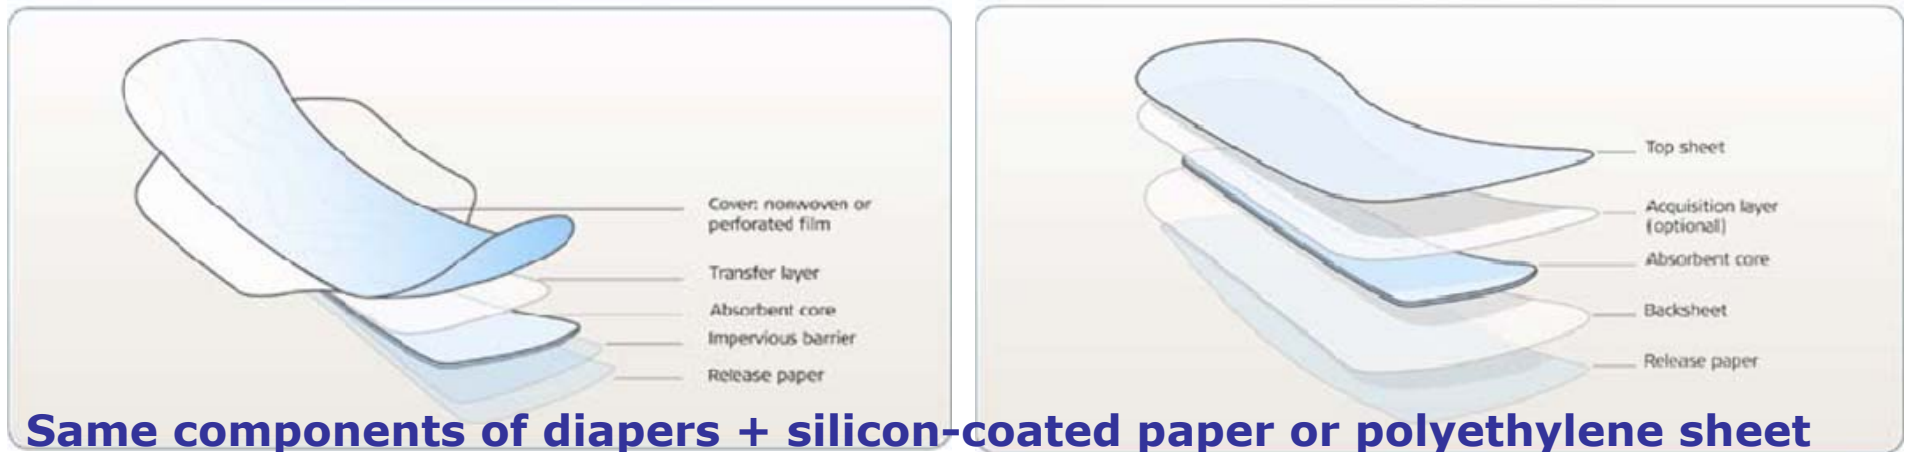 Cover: nonwoven or
perforated film
Transfer layer
Absorbent core
Impervious barrier
Release paper
Top sheet
Acquisition layer
(optional)
Absorbent core
Backsheet
Release paper
Same components of diapers + silicon-coated paper or polyethylene sheet